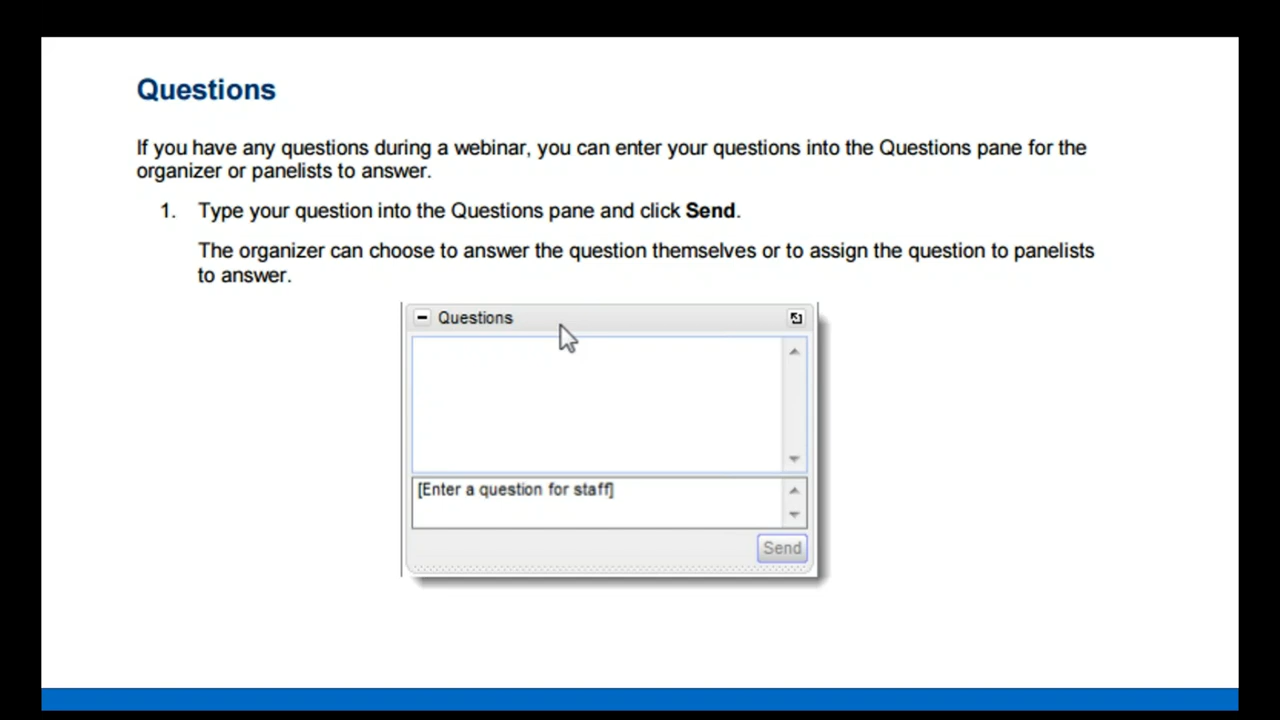 Questions
If you have any questions during a webinar, you can enter your questions into the Questions pane for the
organizer or panelists to answer.
1. Type your question into the Questions pane and click Send.
The organizer can choose to answer the question themselves or to assign the question to panelists
to answer.
Questions
[Enter a question for staff]
Send